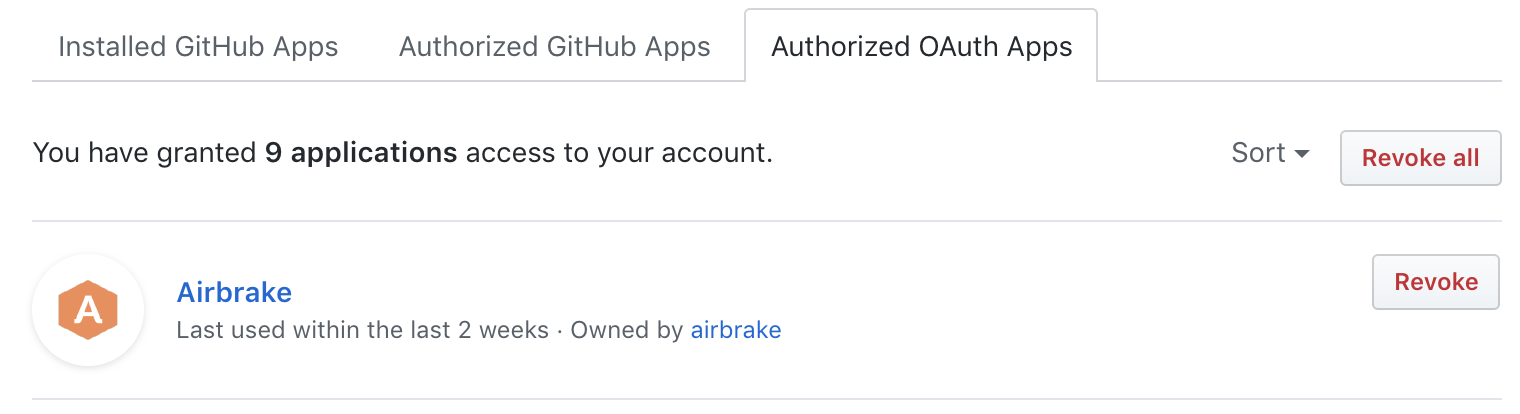 Installed GitHub Apps Authorized GitHub Apps Authorized OAuth Apps
You have granted 9 applications access to your account. Sort Revoke all
A Airbrake Revoke
Last used within the last 2 weeks · Owned by airbrake